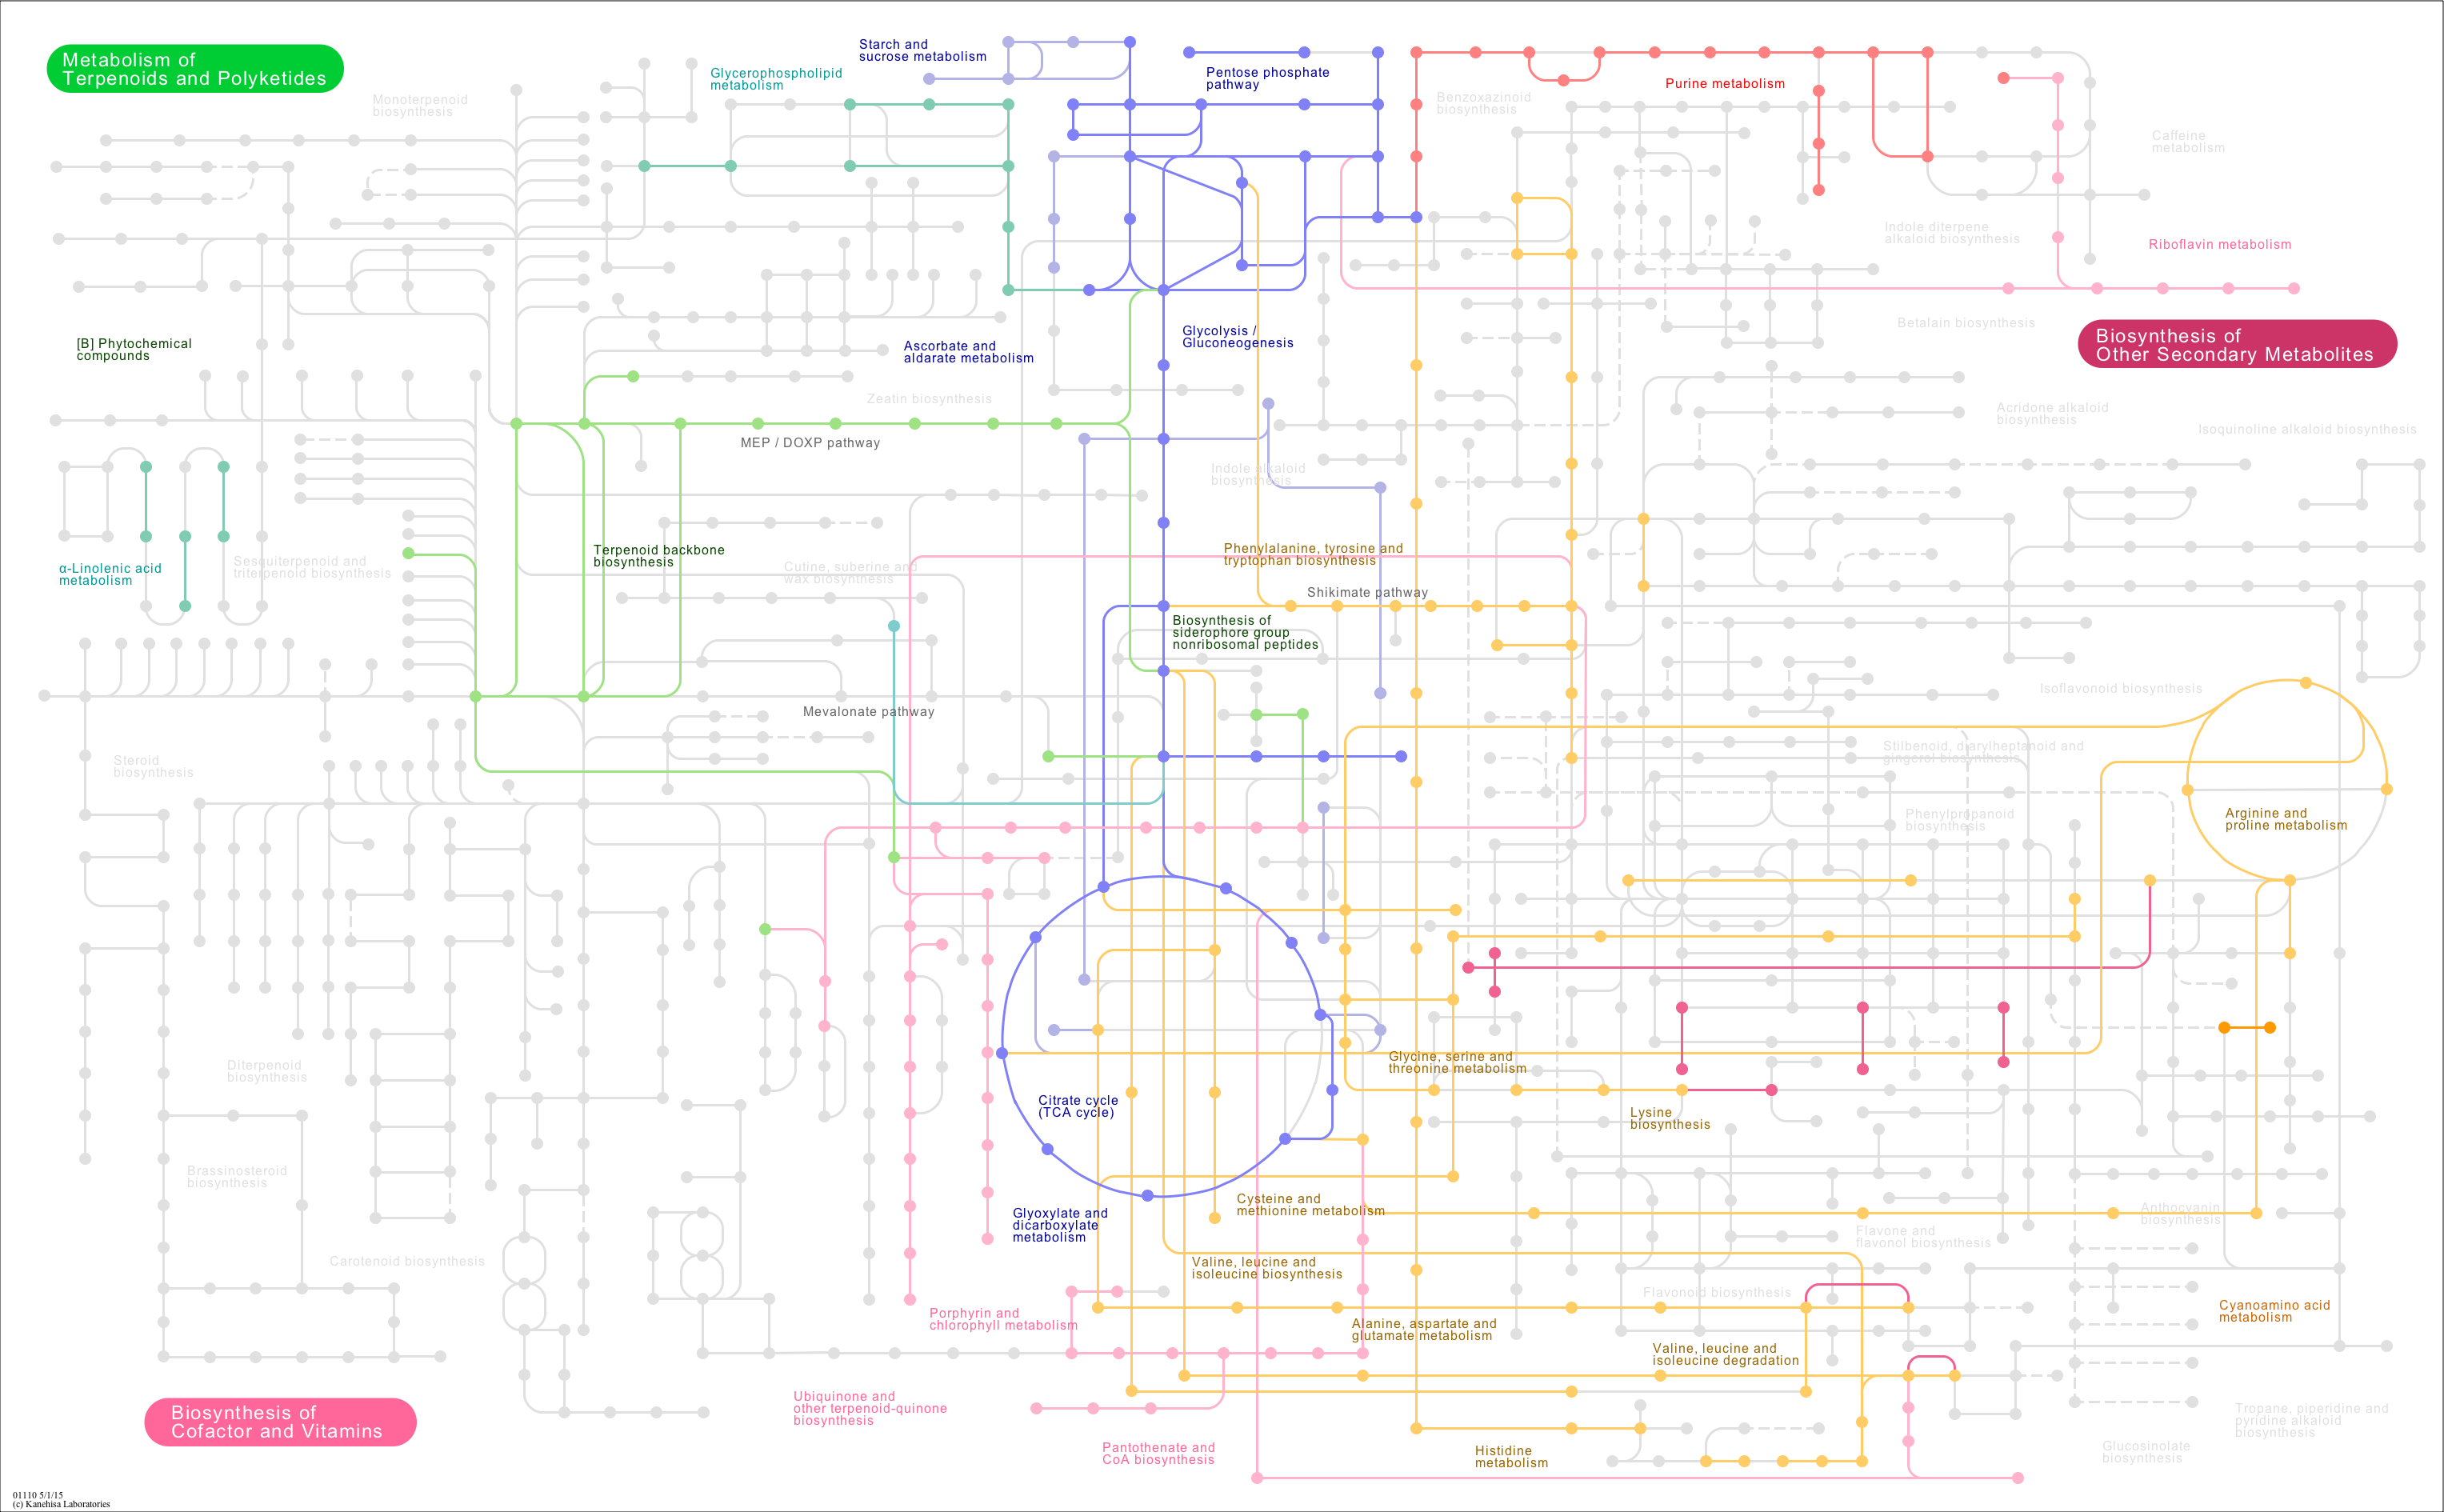 Metabolism of
Terpenoids and Polyketides
Monoterpenoid
biosynthesis
Glycerophospholipid
metabolism
Starch and
sucrose metabolism
Pentose phosphate
pathway
Benzoxazinoid
biosynthesis
Purine metabolism
Caffeine
metabolism
Indole diterpene
alkaloid biosynthesis
Riboflavin metabolism
[B] Phytochemical
compounds
Ascorbate and
aldarate metabolism
Glycolysis /
Gluconeogenesis
Betalain biosynthesis
Biosynthesis of
Other Secondary Metabolites
Zeatin biosynthesis
Acridone alkaloid
biosynthesis
Isoquinoline alkaloid biosynthesis
MEP / DOXP pathway
Indole alkaloid
biosynthesis
α-Linolenic acid
metabolism
Sesquiterpenoid and
triterpenoid biosynthesis
Terpenoid backbone
biosynthesis
Cutine, suberine and
wax biosynthesis
Phenylalanine, tyrosine and
tryptophan biosynthesis
Shikimate pathway
Biosynthesis of
siderophore group
nonribosomal peptides
Isoflavonoid biosynthesis
Mevalonate pathway
Steroid
biosynthesis
Stilbenoid, diarylheptanoid and
gingerol biosynthesis
Phenylpropanoid
biosynthesis
Arginine and
proline metabolism
Diterpenoid
biosynthesis
Citrate cycle
(TCA cycle)
Glycine, serine and
threonine metabolism
Lysine
biosynthesis
Brassinosteroid
biosynthesis
Glyoxylate and
dicarboxylate
metabolism
Cysteine and
methionine metabolism
Anthocyanin
biosynthesis
Flavone and
flavonol biosynthesis
Carotenoid biosynthesis
Valine, leucine and
isoleucine biosynthesis
Flavonoid biosynthesis
Porphyrin and
chlorophyll metabolism
Alanine, aspartate and
glutamate metabolism
Cyanoamino acid
metabolism
Valine, leucine and
isoleucine degradation
Biosynthesis of
Cofactor and Vitamins
Ubiquinone and
other terpenoid-quinone
biosynthesis
Pantothenate and
CoA biosynthesis
Histidine
metabolism
Glucosinolate
biosynthesis
Tropane, piperidine and
pyridine alkaloid
biosynthesis
01110 5/1/15
(c) Kanehisa Laboratories